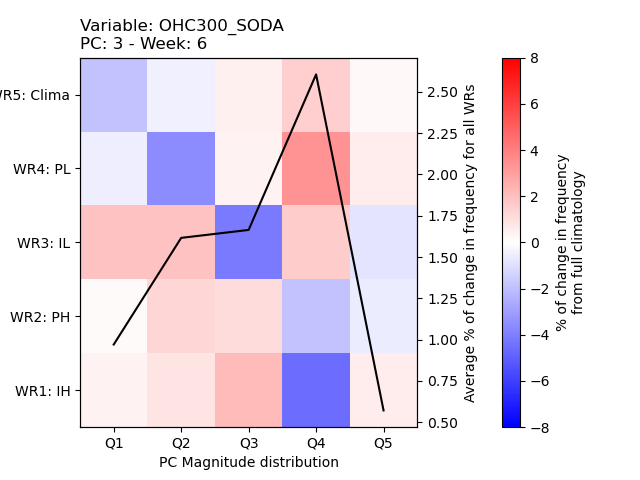 Variable: OHC300_SODA
PC: 3 - Week: 6
WR5: Clima
WR4: PL
WR3: IL
WR2: PH
WR1: IH
Q1 Q2 Q3 Q4 Q5
PC Magnitude distribution
2.50
2.25
2.00
1.75
1.50
1.25
1.00
0.75
0.50
Average % of change in frequency for all WRs
8
6
4
2
0
−2
−4
−6
−8
% of change in frequency
from full climatology